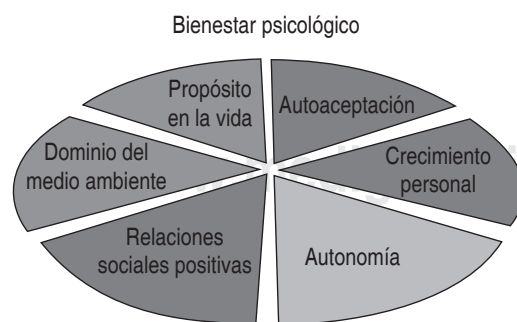 Bienestar psicológico
Propósito
en la vida
Autoaceptación
Dominio del
medio ambiente
Crecimiento
personal
Relaciones
sociales positivas
Autonomía